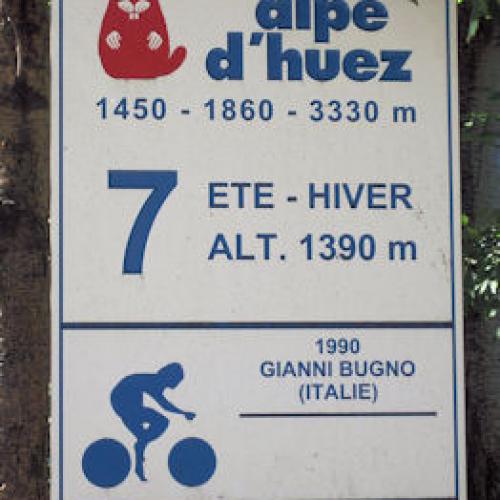 alpe
d'huez
1450 - 1860 - 3330 m
7
ETE - HIVER
ALT. 1390 m
1990
GIANNI BUGNO
(ITALIE)